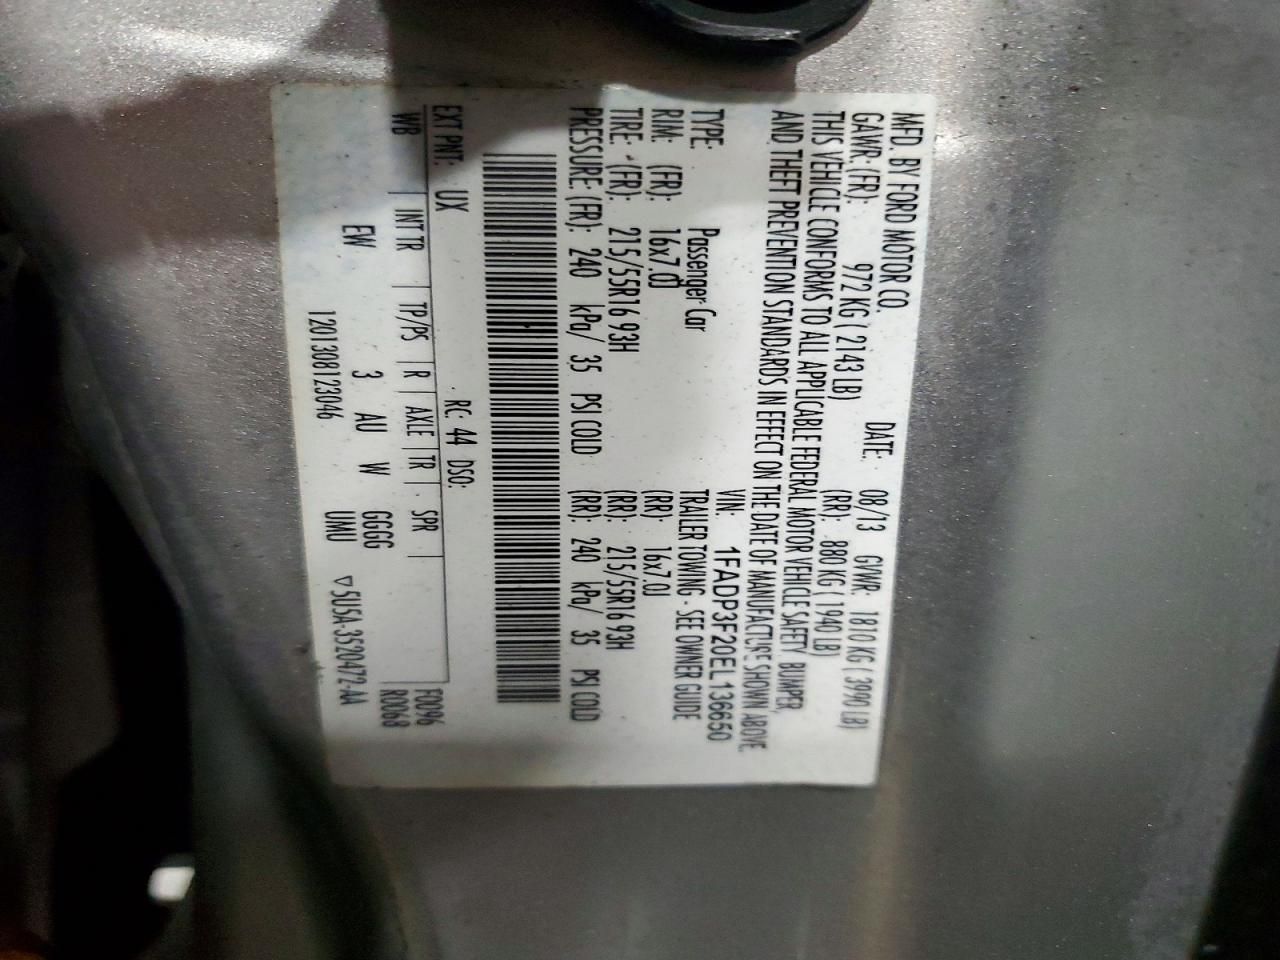 MFD. BY FORD MOTOR CO.
DATE: 08/13 GVWR: 1810 KG ( 3990 LB)
GAWR: (FR): 972 KG ( 2143 LB) (RR): 880 KG ( 1940 LB)
THIS VEHICLE CONFORMS TO ALL APPLICABLE FEDERAL MOTOR VEHICLE SAFETY, BUMPER,
AND THEFT PREVENTION STANDARDS IN EFFECT ON THE DATE OF MANUFACTURE SHOWN ABOVE.
VIN: 1FADP3F20EL136650
TYPE: Passenger Car TRAILER TOWING - SEE OWNER GUIDE
RIM: (FR): 16x7.0J (RR): 16x7.0J
TIRE: (FR): 215/55R16 93H (RR): 215/55R16 93H
PRESSURE: (FR): 240 kPa/ 35 PSI COLD (RR): 240 kPa/ 35 PSI COLD
RC: 44 DSO:
EXT PNT: UX F0096
WB INT TR TP/PS R AXLE TR SPR R0068
EW 3 AU W GGGG
1201308123046 UMU ▽5U5A-3520472-AA